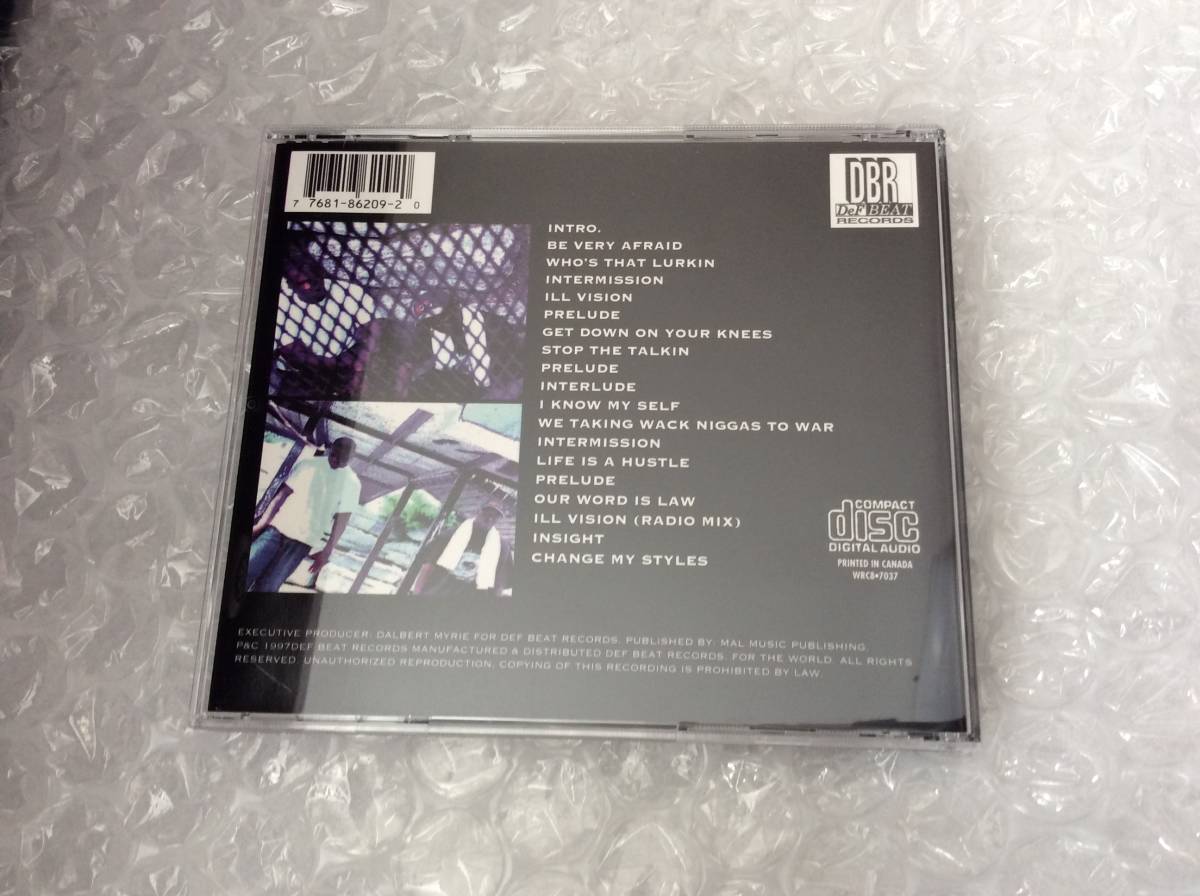 7 7681-86209-2 0
DBR
DEF BEAT
RECORDS
INTRO.
BE VERY AFRAID
WHO'S THAT LURKIN
INTERMISSION
ILL VISION
PRELUDE
GET DOWN ON YOUR KNEES
STOP THE TALKIN
PRELUDE
INTERLUDE
I KNOW MY SELF
WE TAKING WACK NIGGAS TO WAR
INTERMISSION
LIFE IS A HUSTLE
PRELUDE
OUR WORD IS LAW
ILL VISION (RADIO MIX)
INSIGHT
CHANGE MY STYLES
COMPACT
disc
DIGITAL AUDIO
PRINTED IN CANADA
WRC8•7037
EXECUTIVE PRODUCER: DALBERT MYRIE FOR DEF BEAT RECORDS. PUBLISHED BY: MAL MUSIC PUBLISHING.
P&C 1997DEF BEAT RECORDS MANUFACTURED & DISTRIBUTED DEF BEAT RECORDS. FOR THE WORLD. ALL RIGHTS
RESERVED. UNAUTHORIZED REPRODUCTION, COPYING OF THIS RECORDING IS PROHIBITED BY LAW.